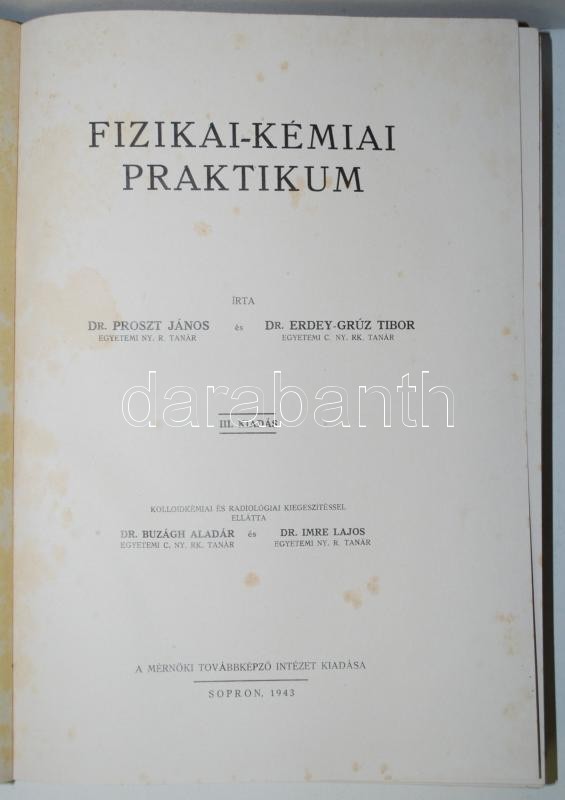 FIZIKAI-KÉMIAI
PRAKTIKUM
ÍRTA
DR. PROSZT JÁNOS és DR. ERDEY-GRÚZ TIBOR
EGYETEMI NY. R. TANÁR EGYETEMI C. NY. RK. TANÁR
darabanth
III. KIADÁS
KOLLOIDKÉMIAI ÉS RADIOLÓGIAI KIEGÉSZÍTÉSSEL
ELLÁTTA
DR. BUZÁGH ALADÁR és DR. IMRE LAJOS
EGYETEMI C. NY. RK. TANÁR EGYETEMI NY. R. TANÁR
A MÉRNÖKI TOVÁBBKÉPZŐ INTÉZET KIADÁSA
SOPRON, 1943